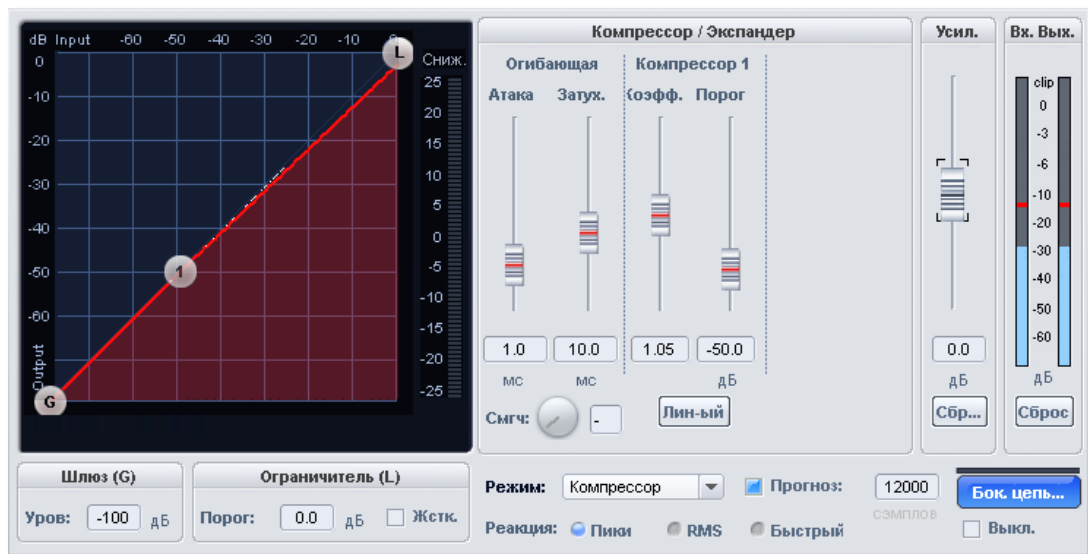 dB Input -60 -50 -40 -30 -20 -10 0
L
Сниж.
0
-10
-20
-30
-40
-50
-60
Output
1
G
25
20
15
10
5
0
-5
-10
-15
-20
-25
Компрессор / Экспандер
Огибающая Компрессор 1
Атака Затух. Коэфф. Порог
1.0 10.0 1.05 -50.0
мс мс дБ
Смгч: - Лин-ый
Усил.
0.0
дБ
Сбр...
Вх. Вых.
clip
0
-3
-6
-10
-20
-30
-40
-50
-60
дБ
Сброс
Шлюз (G)
Уров: -100 дБ
Ограничитель (L)
Порог: 0.0 дБ Жстк.
Режим: Компрессор Прогноз: 12000
сэмплов
Бок. цепь...
Реакция: Пики RMS Быстрый Выкл.